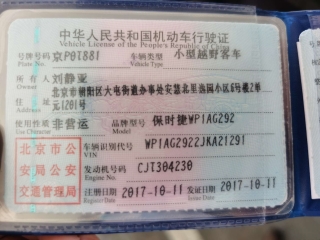 中华人民共和国机动车行驶证
Vehicle License of the People's Republic of China
号牌号码 京P0T881 车辆类型 小型越野客车
Plate No. Vehicle Type
所有人 刘静亚
Owner
住址 北京市朝阳区大屯街道办事处安慧北里逸园小区6号楼2单元1201号
使用性质 非营运 品牌型号 保时捷WP1AG292
Use Character Model
北京市公安局公安交通管理局
车辆识别代号 WP1AG2922JKA21291
VIN
发动机号码 CJT304230
Engine No.
注册日期 2017-10-11 发证日期 2017-10-11
Register Date Issue Date